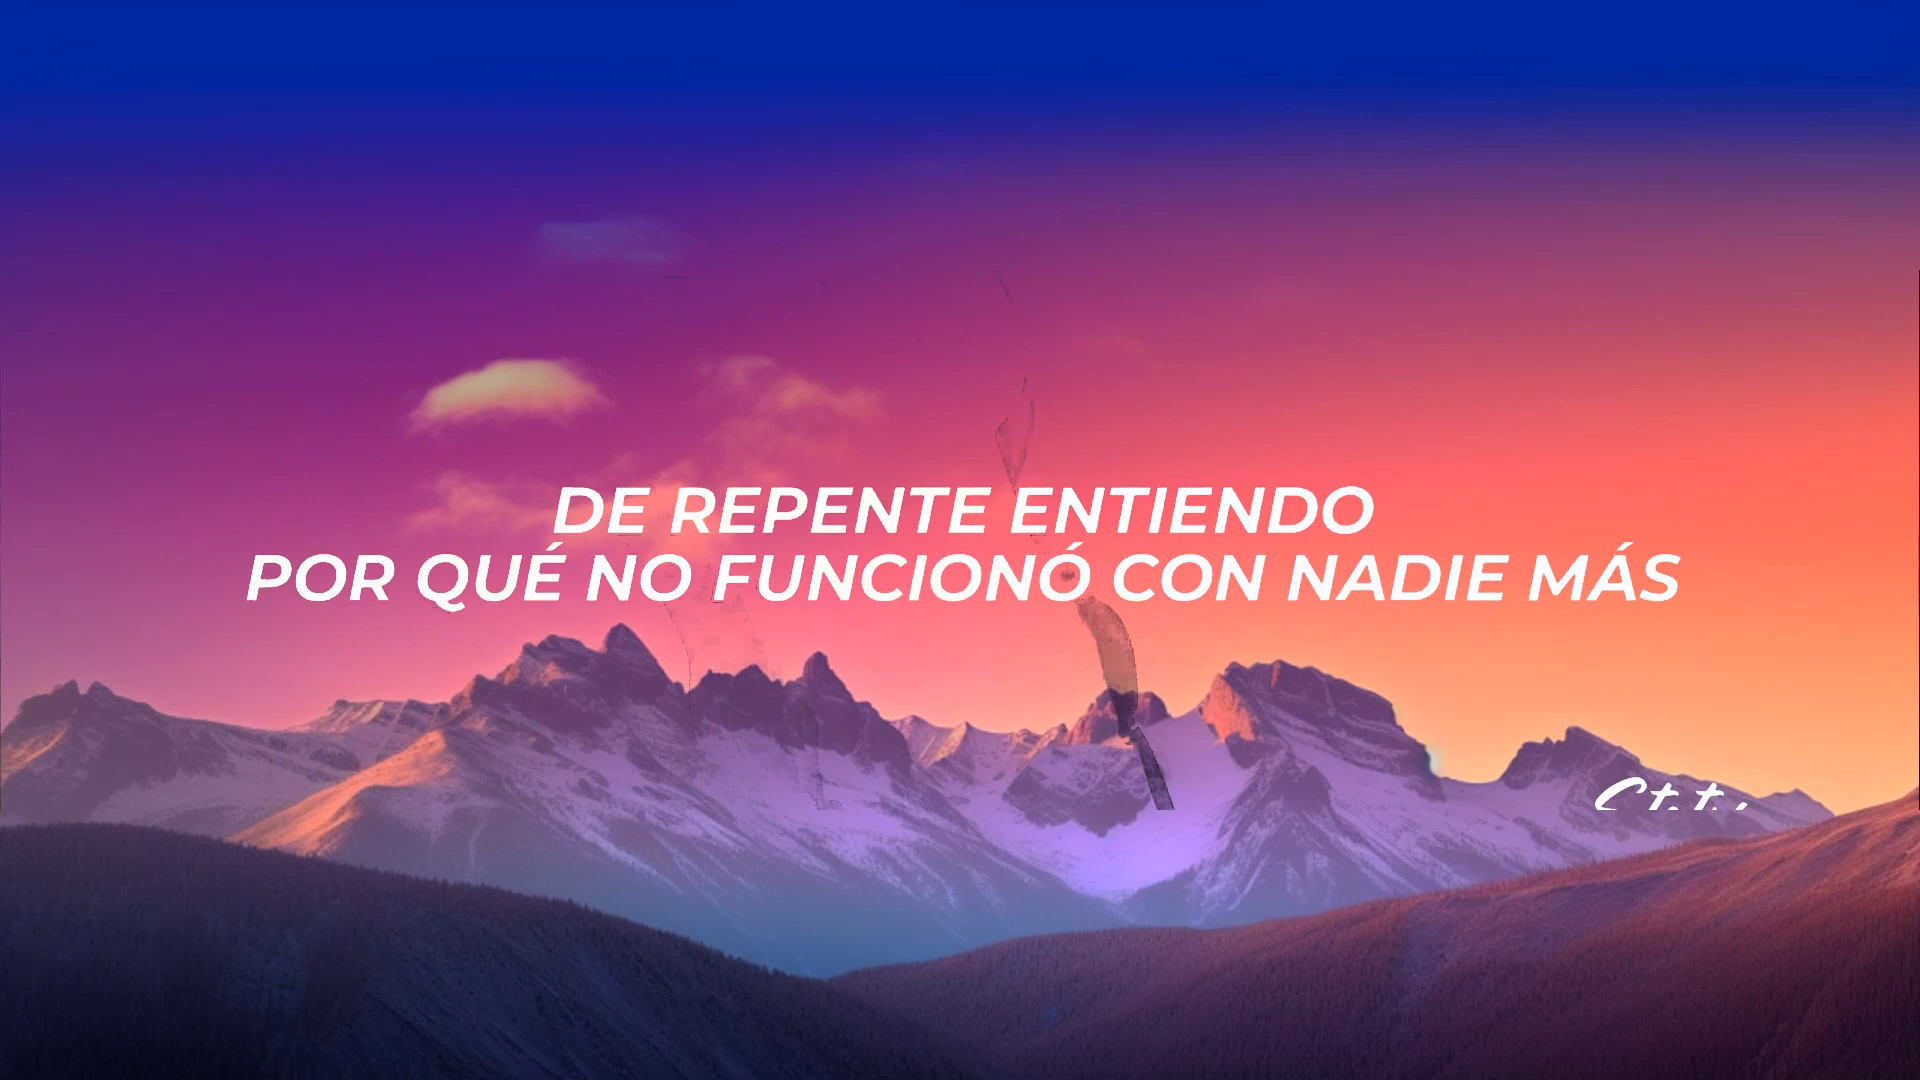 DE REPENTE ENTIENDO
POR QUÉ NO FUNCIONÓ CON NADIE MÁS